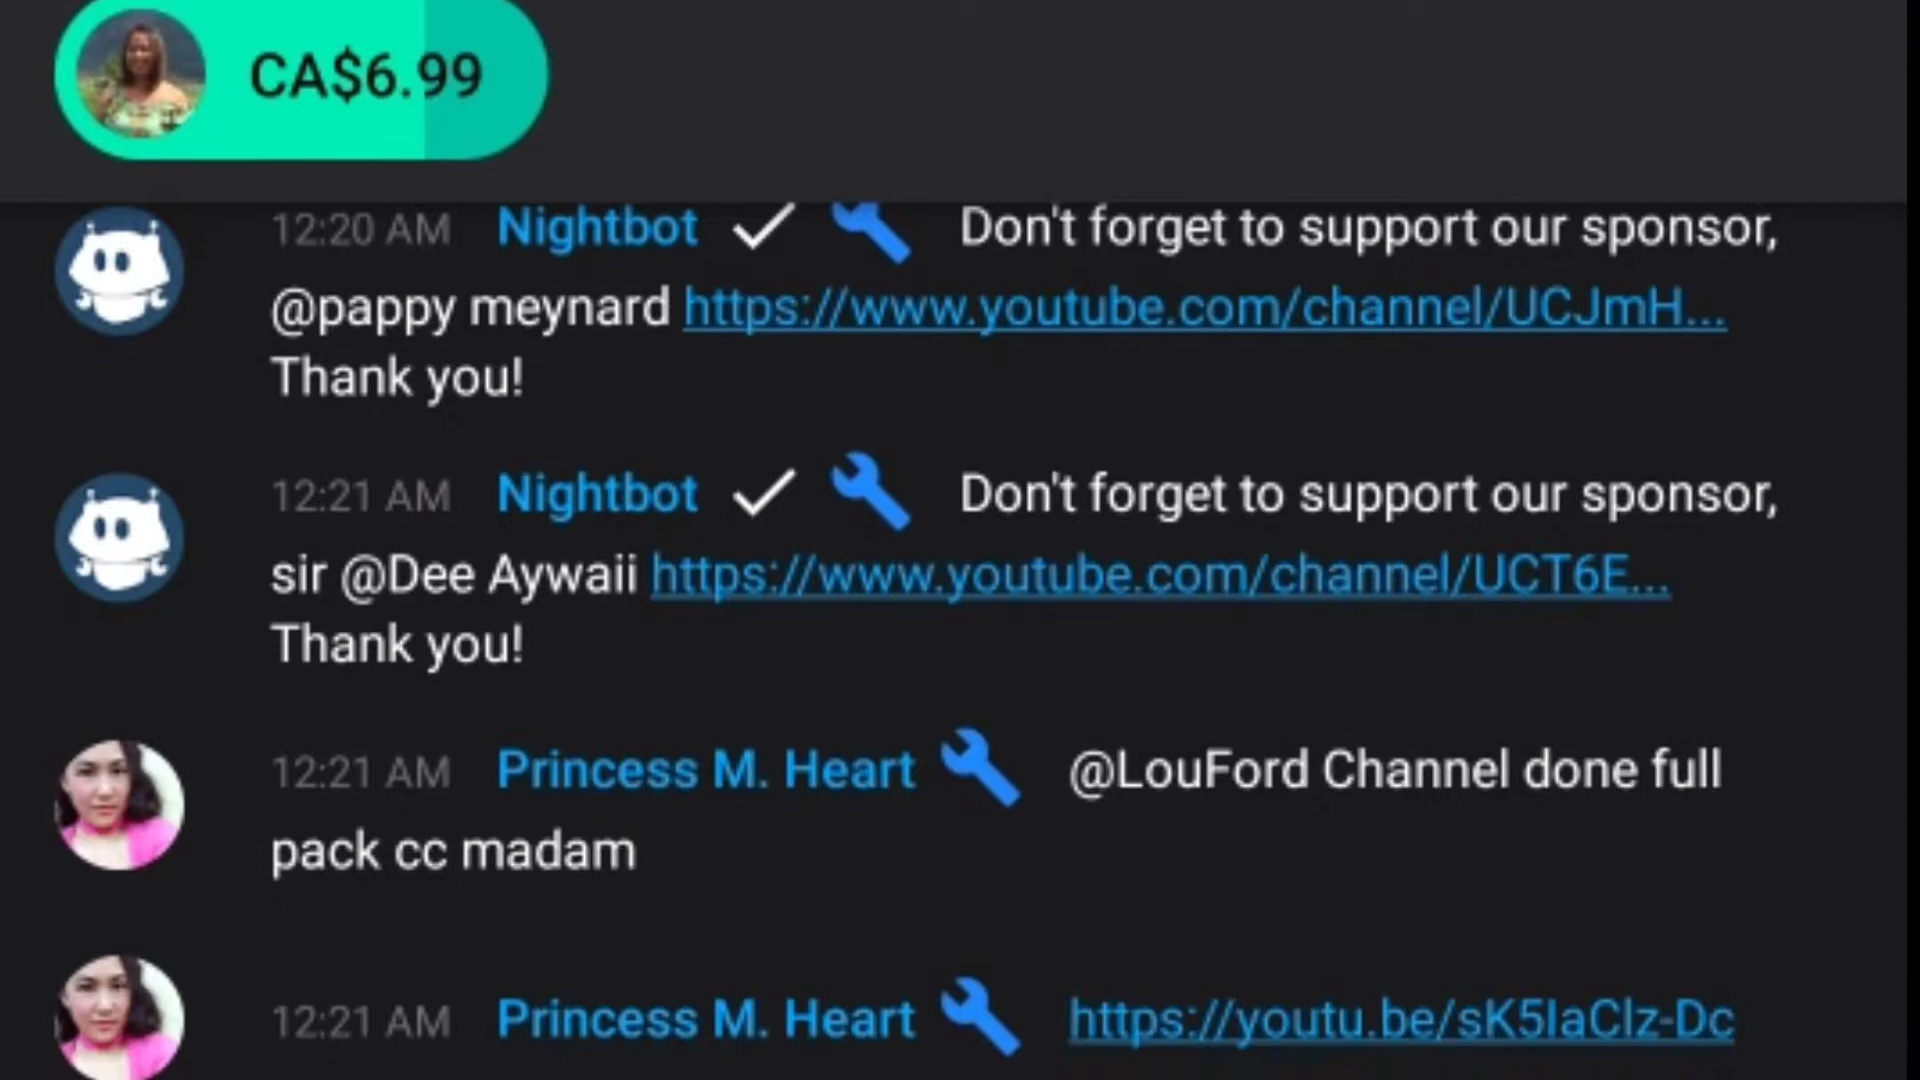 CA$6.99
12:20 AM Nightbot Don't forget to support our sponsor,
@pappy meynard https://www.youtube.com/channel/UCJmH...
Thank you!
12:21 AM Nightbot Don't forget to support our sponsor,
sir @Dee Aywaii https://www.youtube.com/channel/UCT6E...
Thank you!
12:21 AM Princess M. Heart @LouFord Channel done full
pack cc madam
12:21 AM Princess M. Heart https://youtu.be/sK5IaClz-Dc